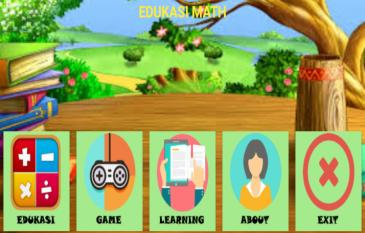 EDUKASI MATH
EDUKASI
GAME
LEARNING
ABOUT
EXIT